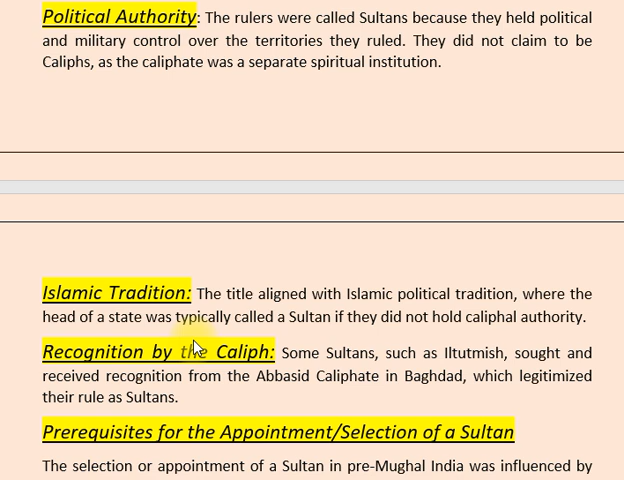 Political Authority: The rulers were called Sultans because they held political
and military control over the territories they ruled. They did not claim to be
Caliphs, as the caliphate was a separate spiritual institution.
Islamic Tradition: The title aligned with Islamic political tradition, where the
head of a state was typically called a Sultan if they did not hold caliphal authority.
Recognition by the Caliph: Some Sultans, such as Iltutmish, sought and
received recognition from the Abbasid Caliphate in Baghdad, which legitimized
their rule as Sultans.
Prerequisites for the Appointment/Selection of a Sultan
The selection or appointment of a Sultan in pre-Mughal India was influenced by